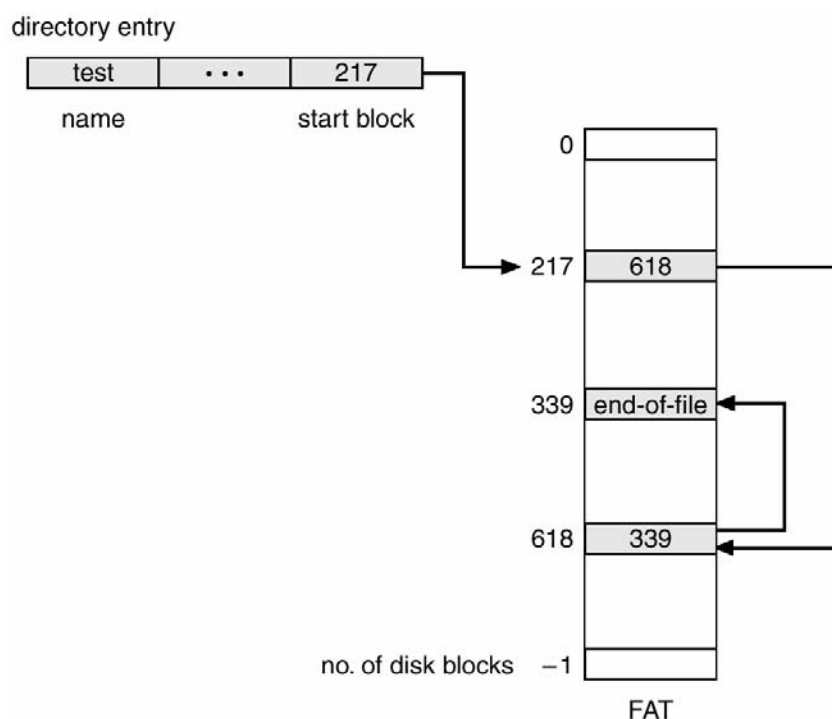 directory entry
test
• • •
217
name
start block
0
217
618
339
end-of-file
618
339
no. of disk blocks
−1
FAT